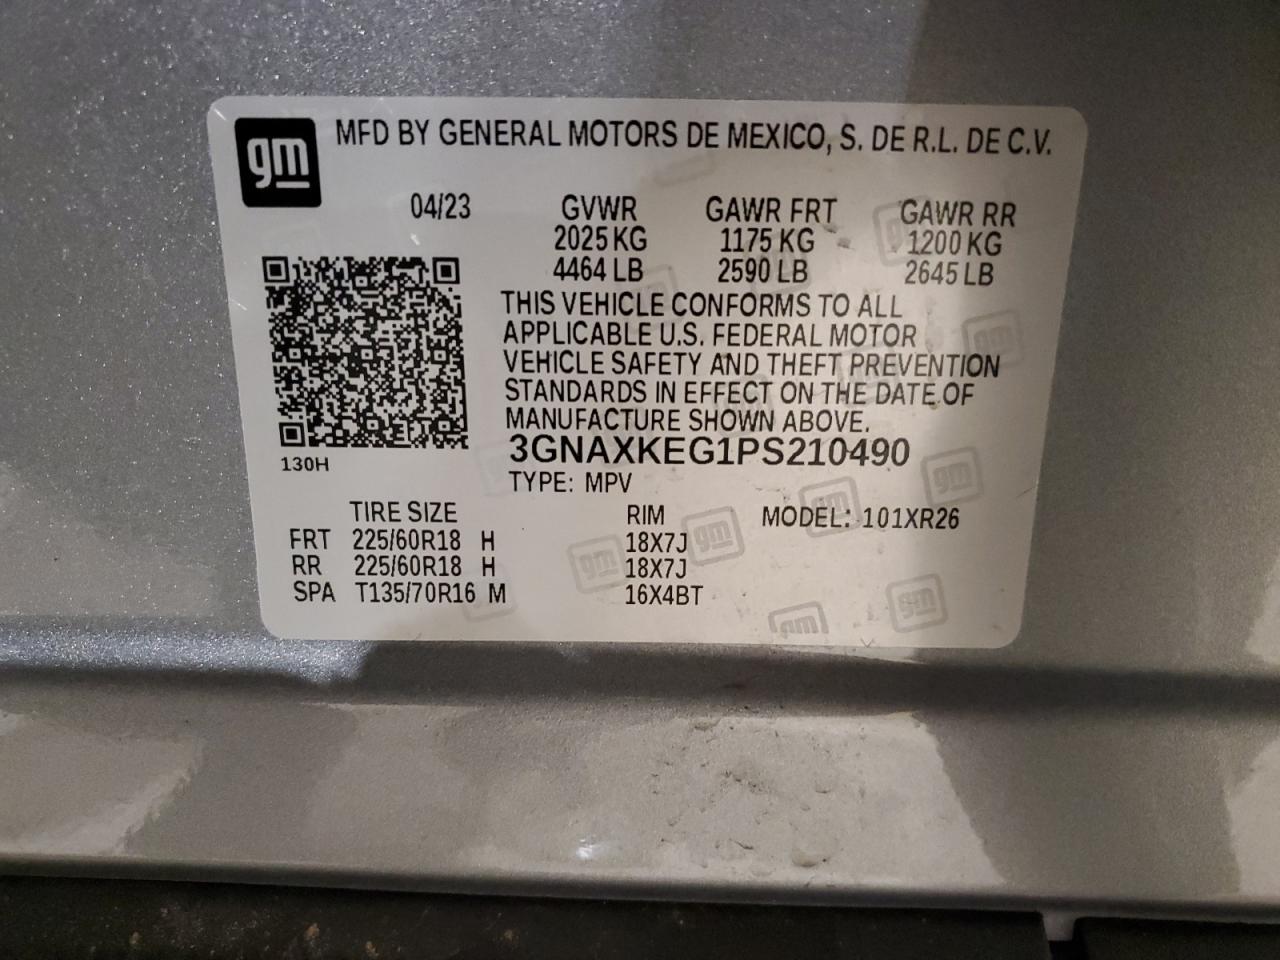 gm MFD BY GENERAL MOTORS DE MEXICO, S. DE R.L. DE C.V.
04/23 GVWR GAWR FRT GAWR RR
2025 KG 1175 KG 1200 KG
4464 LB 2590 LB 2645 LB
THIS VEHICLE CONFORMS TO ALL
APPLICABLE U.S. FEDERAL MOTOR
VEHICLE SAFETY AND THEFT PREVENTION
STANDARDS IN EFFECT ON THE DATE OF
MANUFACTURE SHOWN ABOVE.
3GNAXKEG1PS210490
130H
TYPE: MPV
TIRE SIZE RIM MODEL: 101XR26
FRT 225/60R18 H 18X7J
RR 225/60R18 H 18X7J
SPA T135/70R16 M 16X4BT